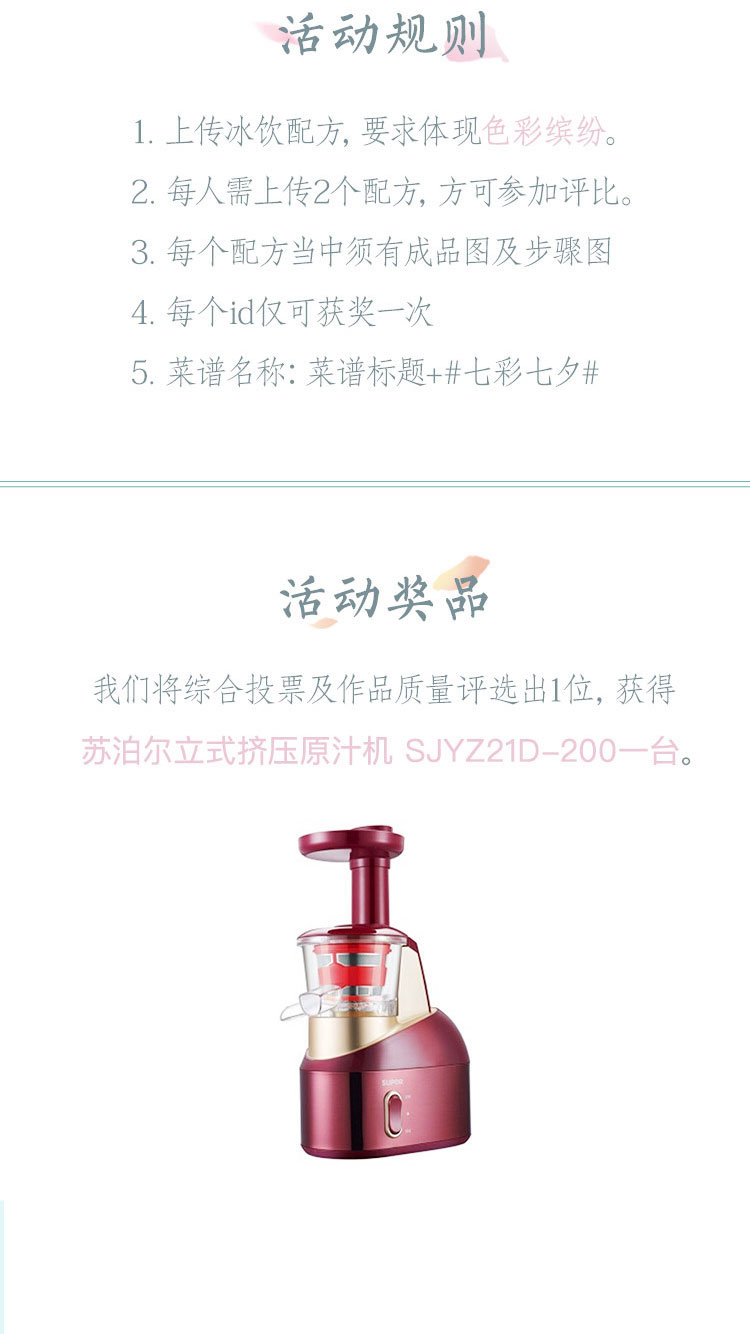 活动规则
1. 上传冰饮配方, 要求体现色彩缤纷。
2. 每人需上传2个配方, 方可参加评比。
3. 每个配方当中须有成品图及步骤图
4. 每个id仅可获奖一次
5. 菜谱名称: 菜谱标题+#七彩七夕#
活动奖品
我们将综合投票及作品质量评选出1位, 获得
苏泊尔立式挤压原汁机 SJYZ21D-200一台。
SUPOR